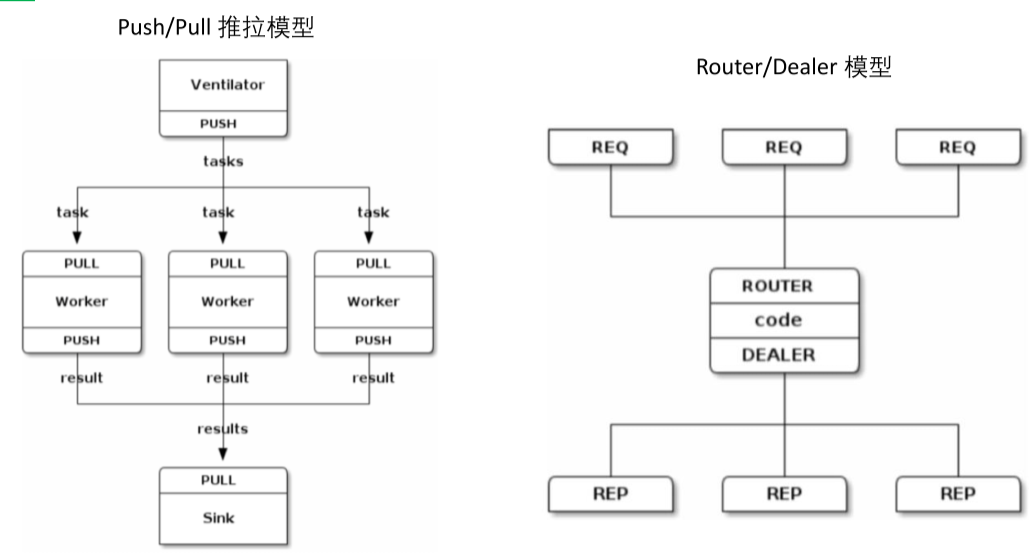 Push/Pull 推拉模型
Ventilator
PUSH
tasks
task task task
PULL PULL PULL
Worker Worker Worker
PUSH PUSH PUSH
result result result
results
PULL
Sink
Router/Dealer 模型
REQ REQ REQ
ROUTER
code
DEALER
REP REP REP